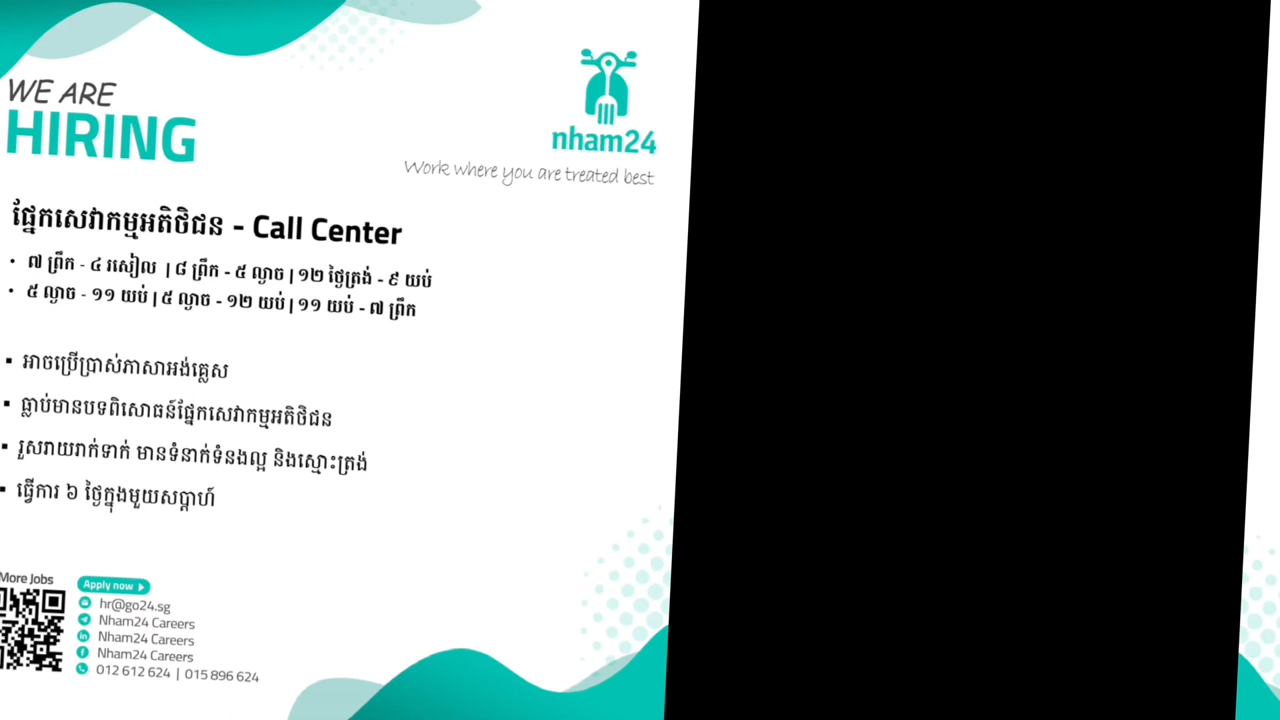 WE ARE
HIRING
nham24
Work where you are treated best
ផ្នែកសេវាកម្មអតិថិជន - Call Center
• ៧ ព្រឹក - ៤ រសៀល | ៨ ព្រឹក - ៥ ល្ងាច | ១២ ថ្ងៃត្រង់ - ៩ យប់
• ៥ ល្ងាច - ១១ យប់ | ៥ ល្ងាច - ១២ យប់ | ១១ យប់ - ៧ ព្រឹក
▪ អាចប្រើប្រាស់ភាសាអង់គ្លេស
▪ ធ្លាប់មានបទពិសោធន៍ផ្នែកសេវាកម្មអតិថិជន
▪ រួសរាយរាក់ទាក់ មានទំនាក់ទំនងល្អ និងស្មោះត្រង់
▪ ធ្វើការ ៦ ថ្ងៃក្នុងមួយសប្តាហ៍
More Jobs
Apply now
hr@go24.sg
Nham24 Careers
Nham24 Careers
Nham24 Careers
012 612 624 | 015 896 624